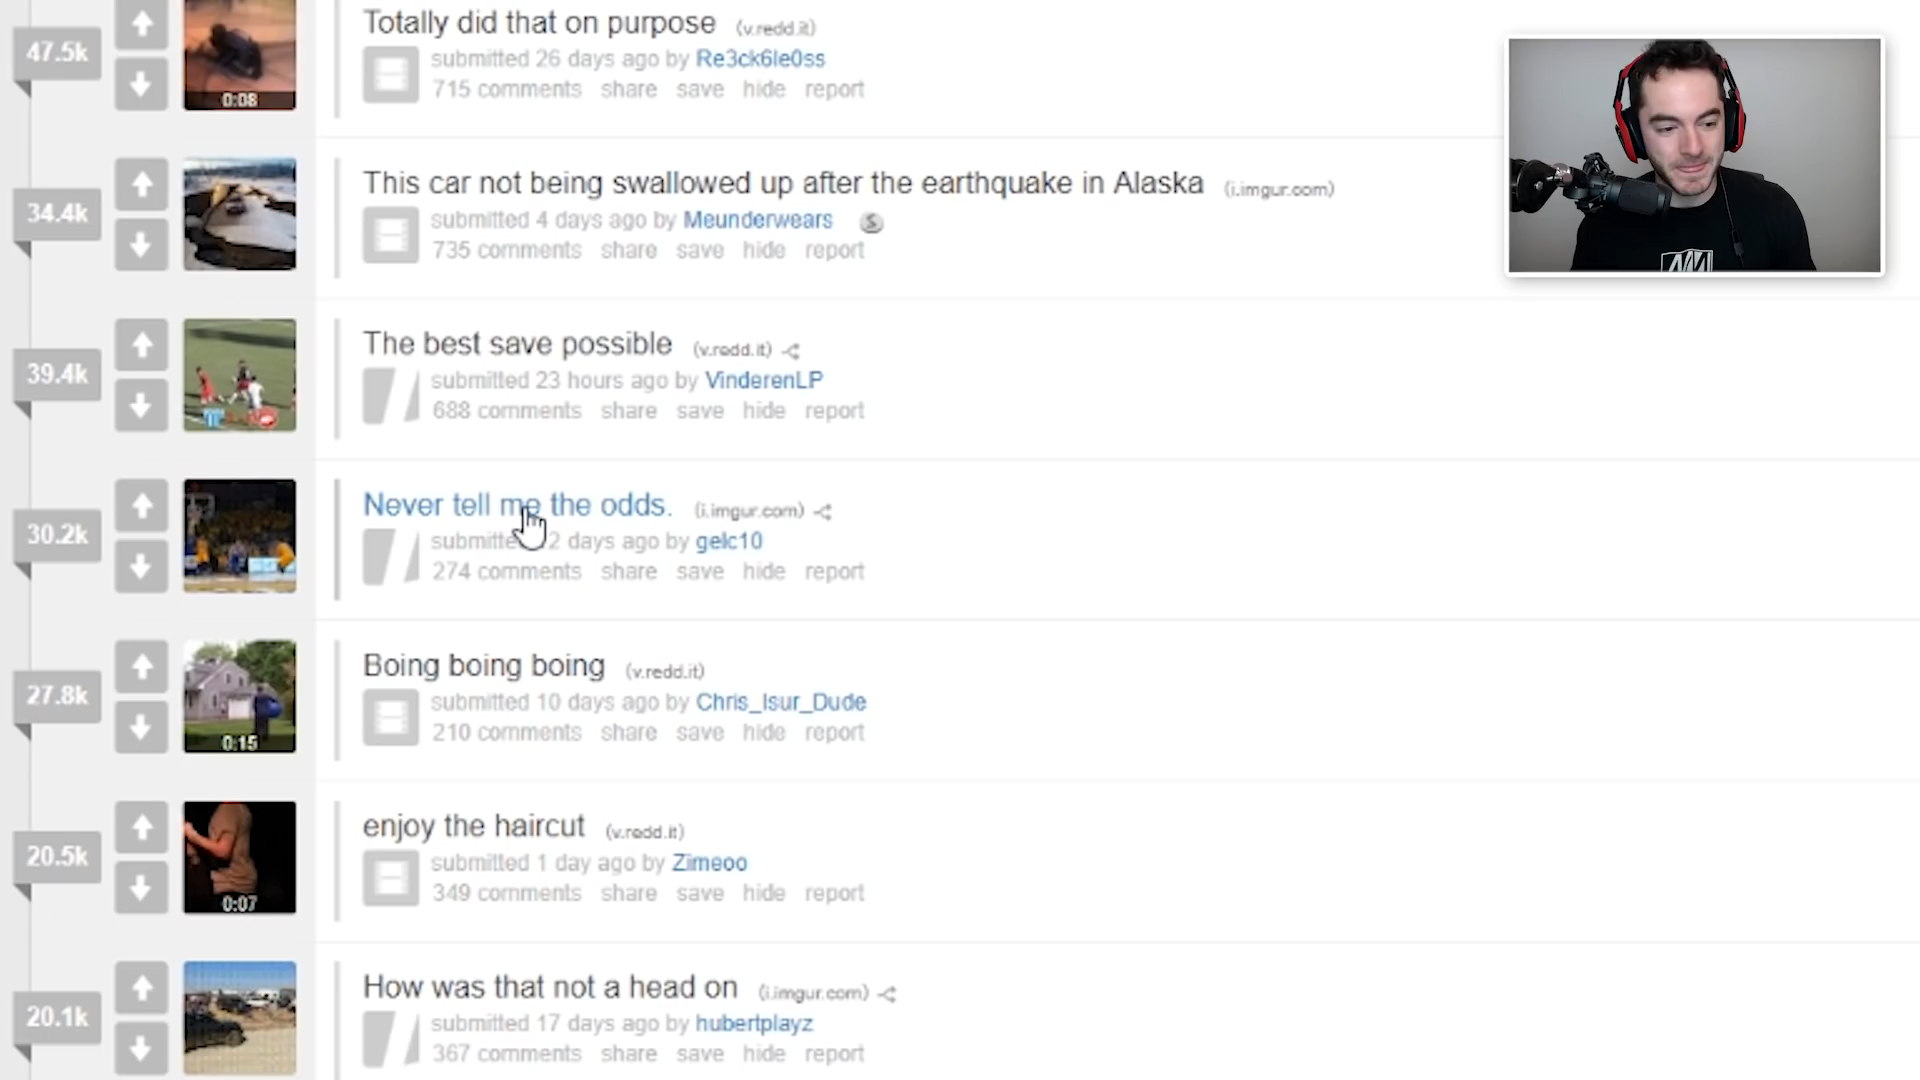 47.5k
Totally did that on purpose (v.redd.it)
submitted 26 days ago by Re3ck6le0ss
715 comments share save hide report
0:08
34.4k
This car not being swallowed up after the earthquake in Alaska (i.imgur.com)
submitted 4 days ago by Meunderwears S
735 comments share save hide report
39.4k
The best save possible (v.redd.it)
submitted 23 hours ago by VinderenLP
688 comments share save hide report
30.2k
Never tell me the odds. (i.imgur.com)
2 days ago by gelc10
274 comments share save hide report
27.8k
Boing boing boing (v.redd.it)
submitted 10 days ago by Chris_Isur_Dude
210 comments share save hide report
0:15
20.5k
enjoy the haircut (v.redd.it)
submitted 1 day ago by Zimeoo
349 comments share save hide report
0:07
20.1k
How was that not a head on (i.imgur.com)
submitted 17 days ago by hubertplayz
367 comments share save hide report